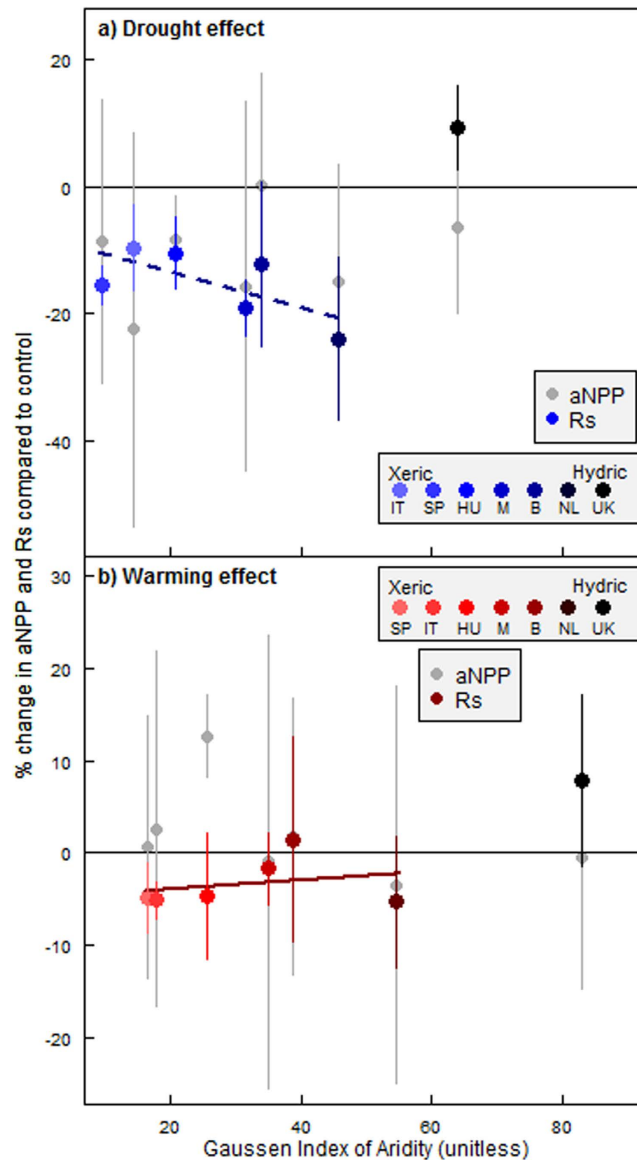 a) Drought effect
20
0
-20
-40
aNPP
Rs
Xeric Hydric
IT SP HU M B NL UK
b) Warming effect
30
20
10
0
-10
-20
Xeric Hydric
SP IT HU M B NL UK
aNPP
Rs
20 40 60 80
Gaussen Index of Aridity (unitless)
% change in aNPP and Rs compared to control